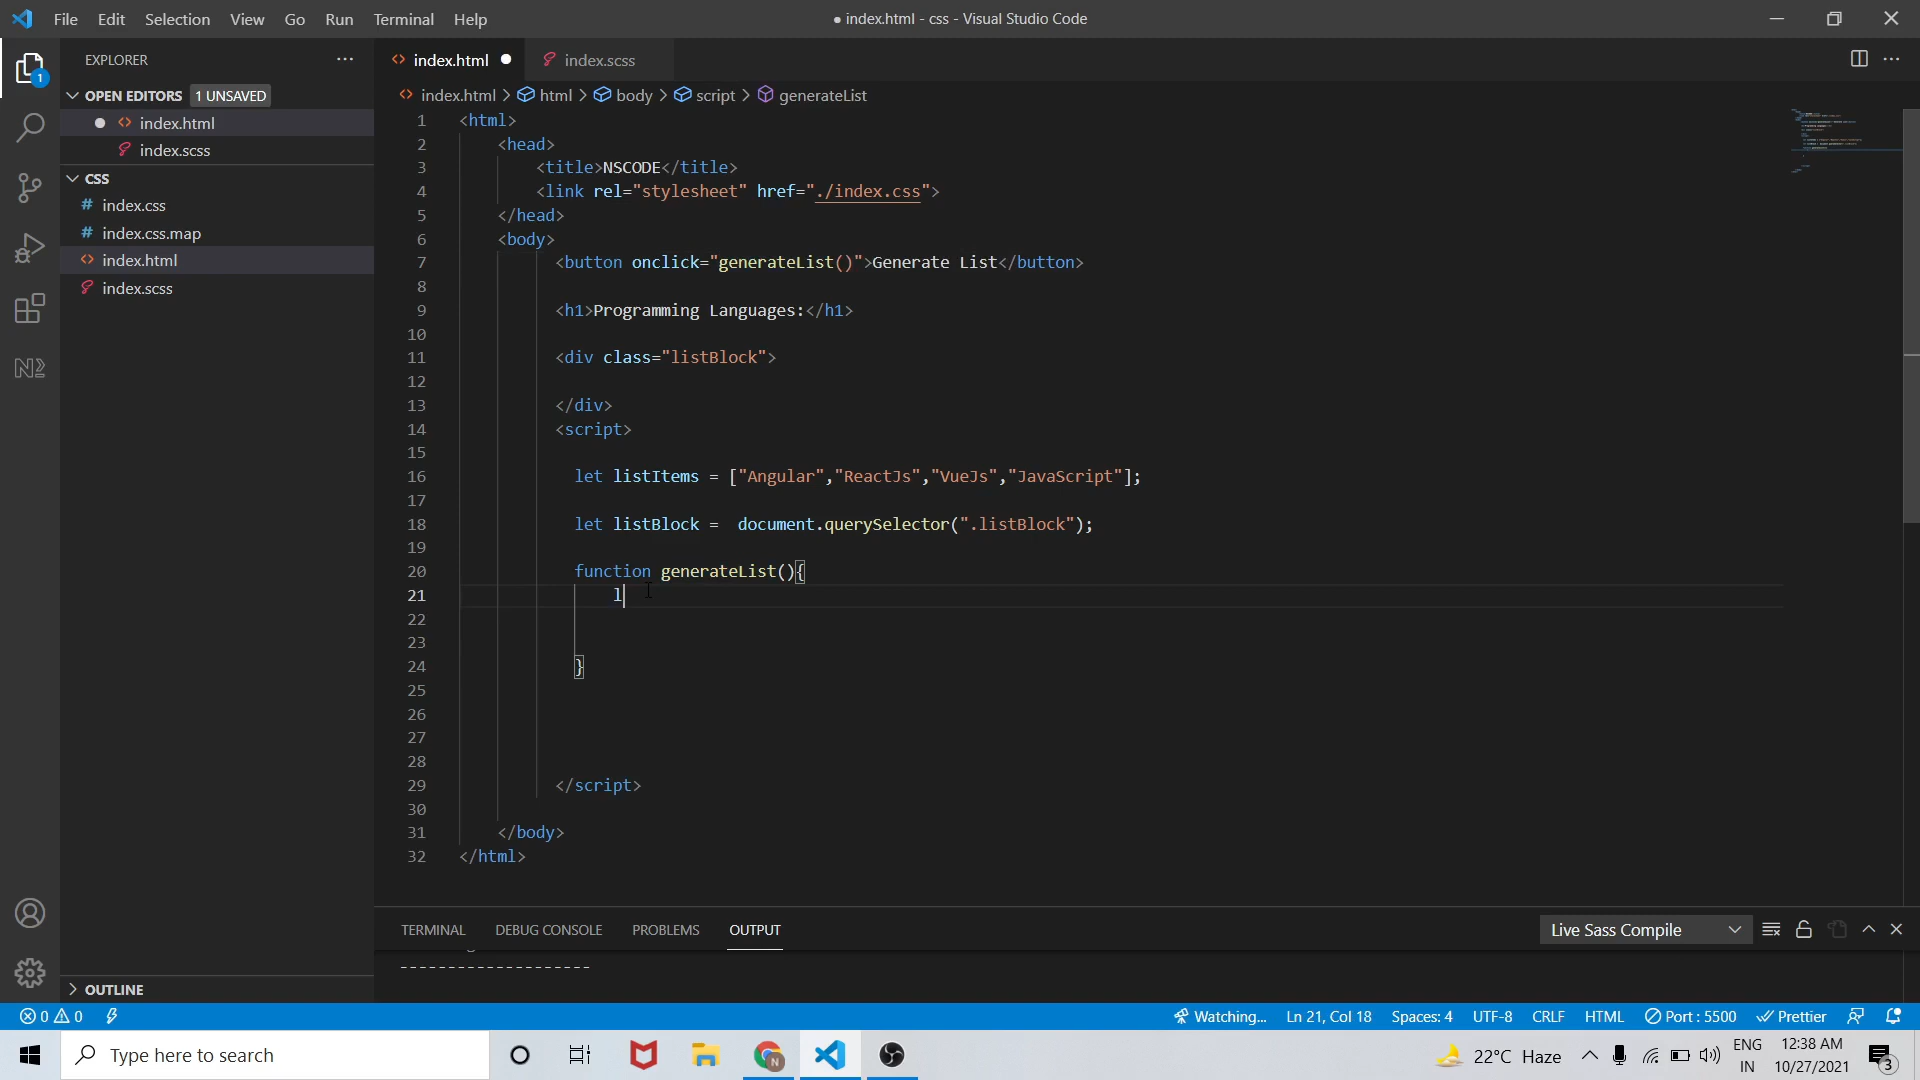 File Edit Selection View Go Run Terminal Help
● index.html - css - Visual Studio Code
EXPLORER
OPEN EDITORS 1 UNSAVED
index.html
index.scss
CSS
index.css
index.css.map
index.html
index.scss
OUTLINE
1
index.html
index.scss
index.html > html > body > script > generateList
1 <html>
2 <head>
3 <title>NSCODE</title>
4 <link rel="stylesheet" href="./index.css">
5 </head>
6 <body>
7 <button onclick="generateList()">Generate List</button>
8
9 <h1>Programming Languages:</h1>
10
11 <div class="listBlock">
12
13 </div>
14 <script>
15
16 let listItems = ["Angular","ReactJs","VueJs","JavaScript"];
17
18 let listBlock =  document.querySelector(".listBlock");
19
20 function generateList(){
21 l
22
23
24 }
25
26
27
28
29 </script>
30
31 </body>
32 </html>
TERMINAL DEBUG CONSOLE PROBLEMS OUTPUT
Live Sass Compile
--------------------
0 0
Watching... Ln 21, Col 18 Spaces: 4 UTF-8 CRLF HTML Port : 5500 Prettier
Type here to search
22°C Haze
ENG
IN
12:38 AM
10/27/2021
3